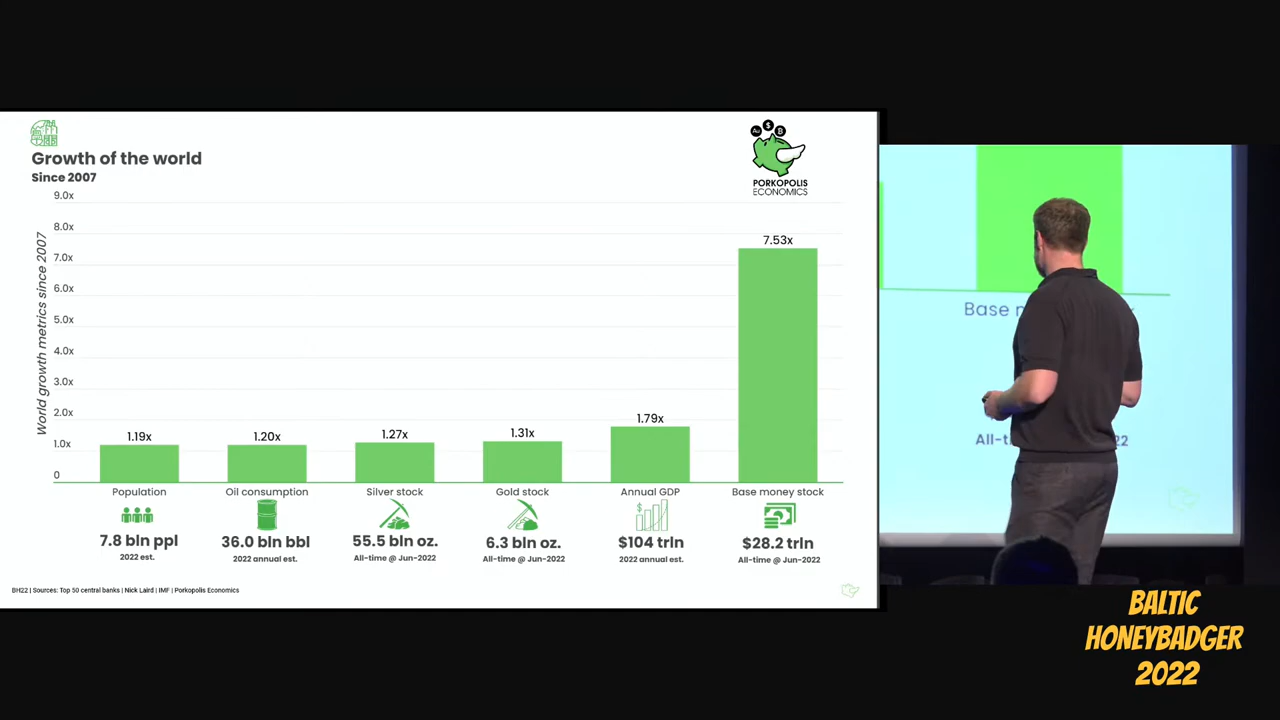 Growth of the world
Since 2007
Au $ B
PORKOPOLIS
ECONOMICS
World growth metrics since 2007
9.0x
8.0x
7.0x
6.0x
5.0x
4.0x
3.0x
2.0x
1.0x
0
1.19x
1.20x
1.27x
1.31x
1.79x
7.53x
Population
Oil consumption
Silver stock
Gold stock
Annual GDP
Base money stock
7.8 bln ppl
36.0 bln bbl
55.5 bln oz.
6.3 bln oz.
$104 trln
$28.2 trln
2022 est.
2022 annual est.
All-time @ Jun-2022
All-time @ Jun-2022
2022 annual est.
All-time @ Jun-2022
BH22 | Sources: Top 50 central banks | Nick Laird | IMF | Porkopolis Economics
Base
All-t
22
BALTIC
HONEYBADGER
2022